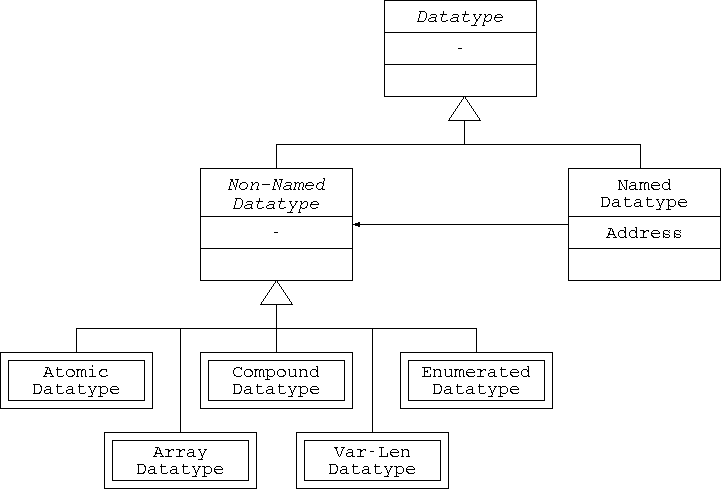 Datatype
-
Non-Named
Datatype
-
Named
Datatype
Address
Atomic
Datatype
Compound
Datatype
Enumerated
Datatype
Array
Datatype
Var-Len
Datatype